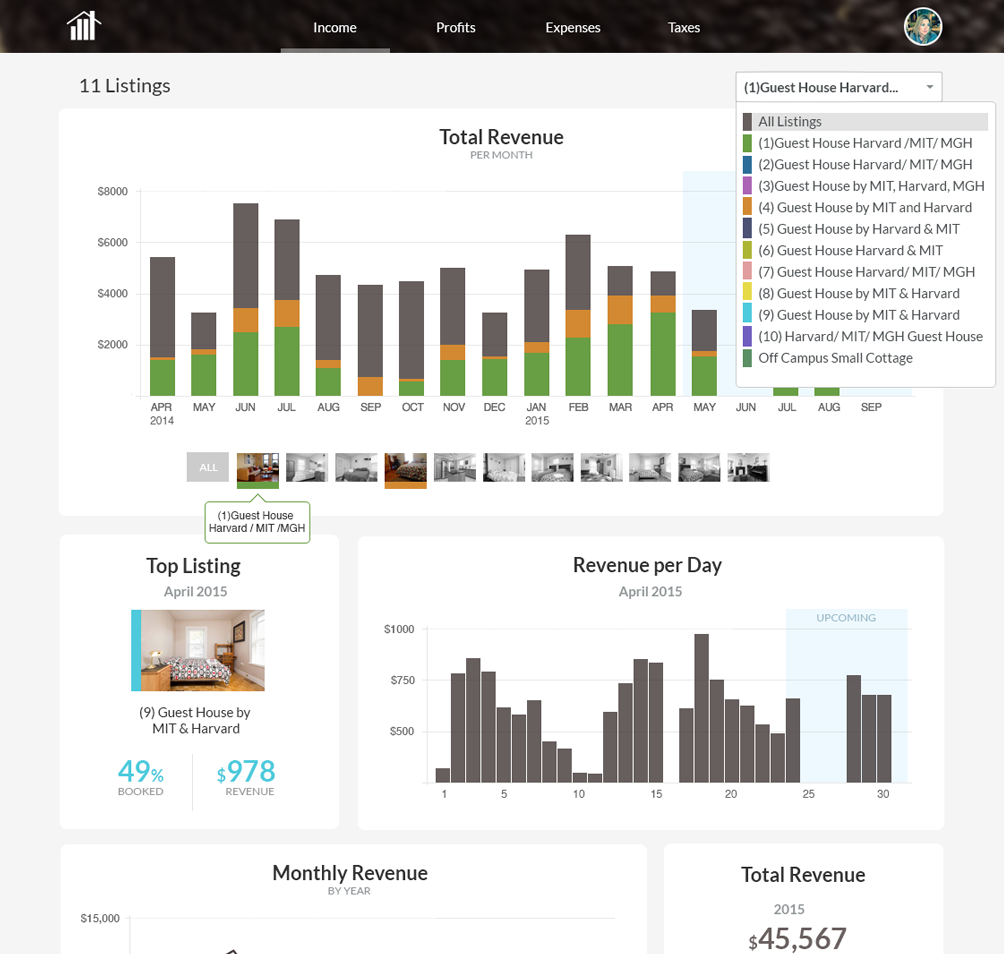 Income Profits Expenses Taxes
11 Listings
(1)Guest House Harvard...
All Listings
(1)Guest House Harvard /MIT/ MGH
(2)Guest House Harvard/ MIT/ MGH
(3)Guest House by MIT, Harvard, MGH
(4) Guest House by MIT and Harvard
(5) Guest House by Harvard & MIT
(6) Guest House Harvard & MIT
(7) Guest House Harvard/ MIT/ MGH
(8) Guest House by MIT & Harvard
(9) Guest House by MIT & Harvard
(10) Harvard/ MIT/ MGH Guest House
Off Campus Small Cottage
Total Revenue
PER MONTH
$8000
$6000
$4000
$2000
APR MAY JUN JUL AUG SEP OCT NOV DEC JAN FEB MAR APR MAY JUN JUL AUG SEP
2014 2015
ALL
(1)Guest House
Harvard / MIT /MGH
Top Listing
April 2015
(9) Guest House by
MIT & Harvard
49% $978
BOOKED REVENUE
Revenue per Day
April 2015
UPCOMING
$1000
$750
$500
1 5 10 15 20 25 30
Monthly Revenue
BY YEAR
$15,000
Total Revenue
2015
$45,567